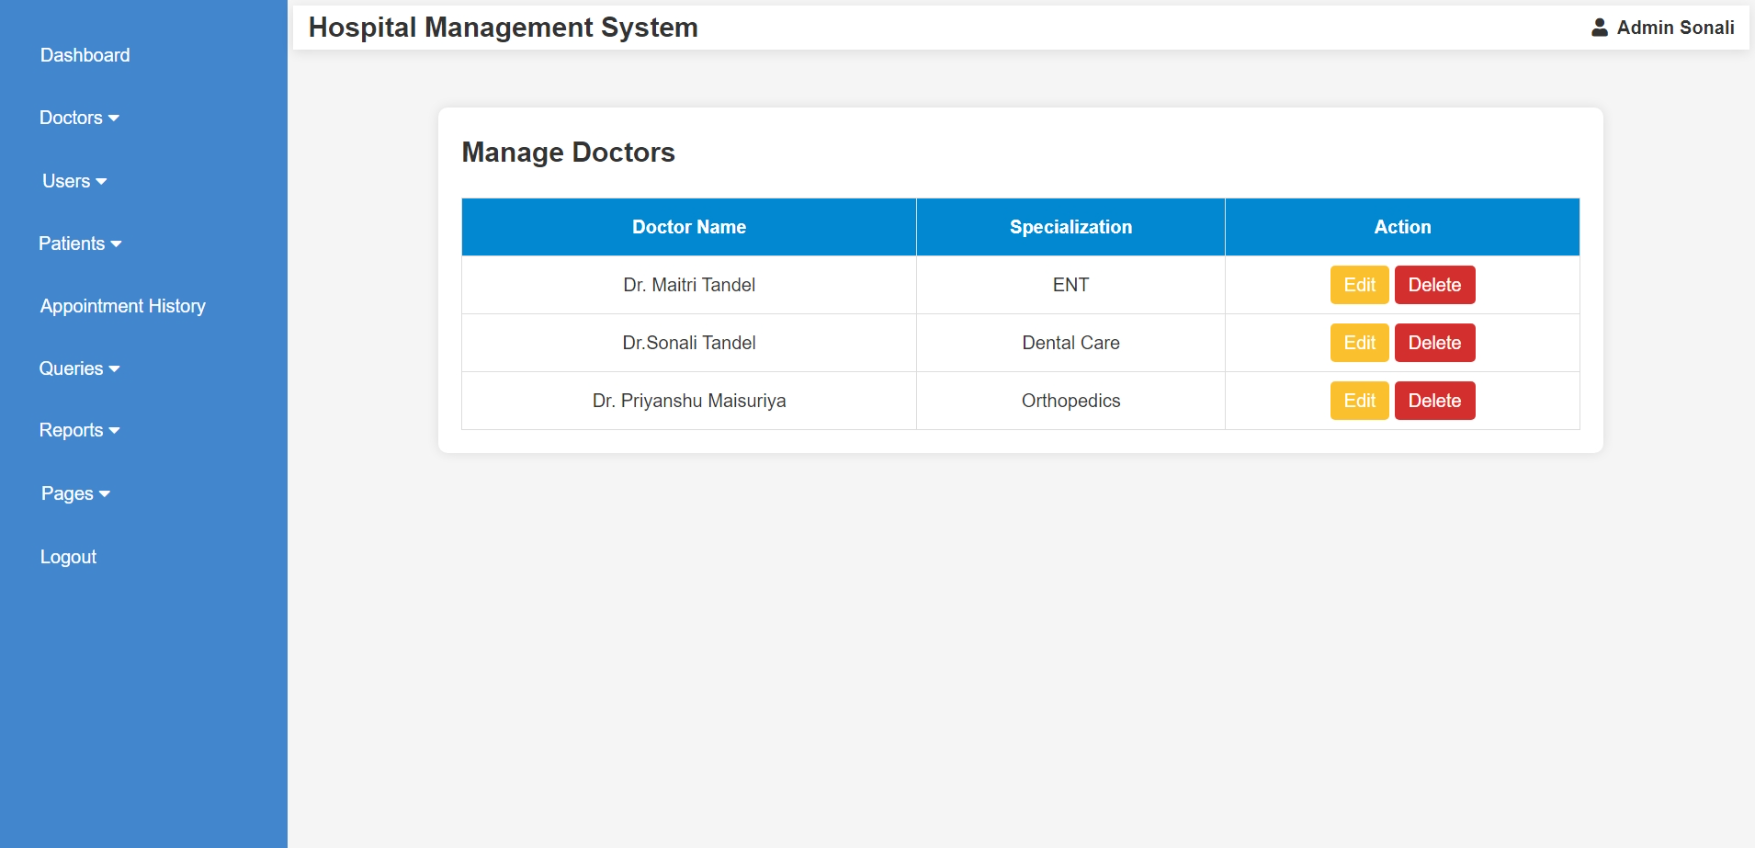 Hospital Management System
Admin Sonali
Dashboard
Doctors
Users
Patients
Appointment History
Queries
Reports
Pages
Logout
Manage Doctors
Doctor Name Specialization Action
Dr. Maitri Tandel ENT Edit Delete
Dr.Sonali Tandel Dental Care Edit Delete
Dr. Priyanshu Maisuriya Orthopedics Edit Delete